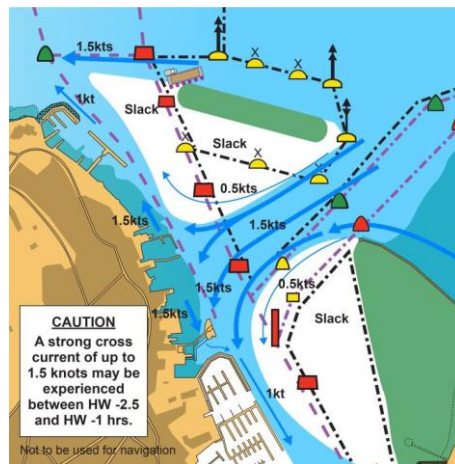 1.5kts
1kt
Slack
Slack
0.5kts
1.5kts
1.5kts
1.5kts
0.5kts
1.5kts
Slack
1kt
CAUTION
A strong cross
current of up to
1.5 knots may be
experienced
between HW -2.5
and HW -1 hrs.
Not to be used for navigation